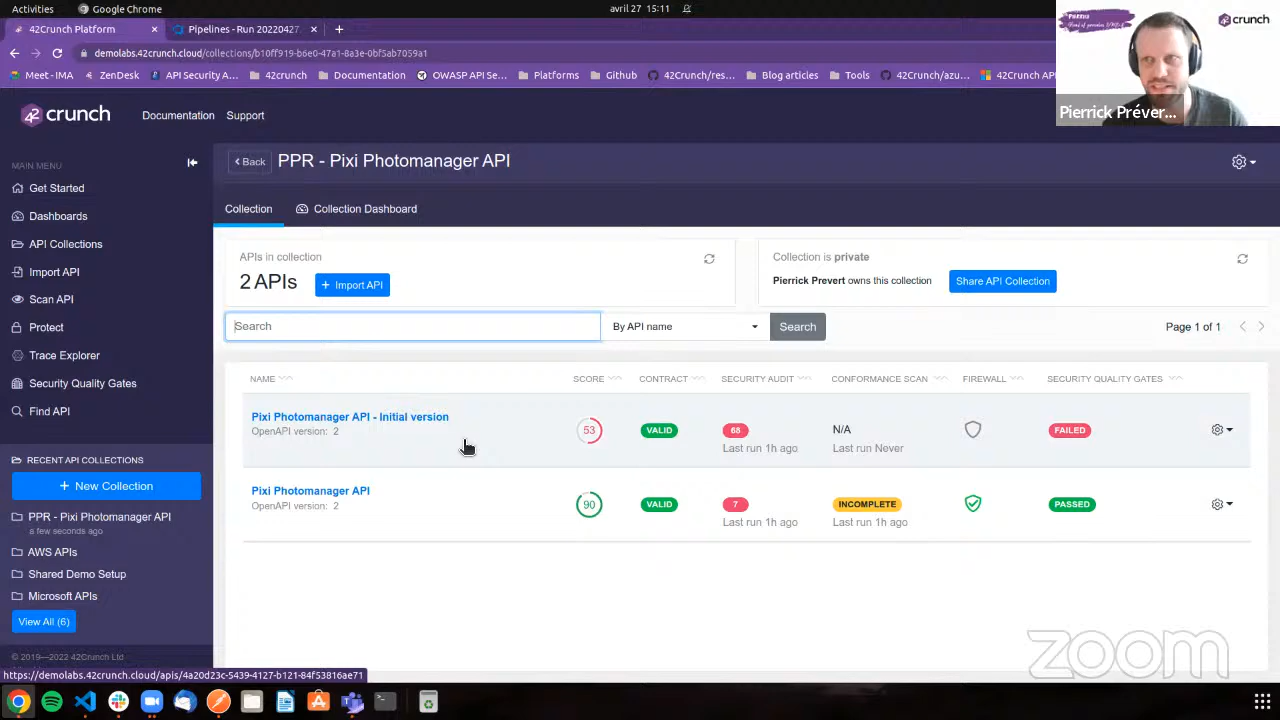 Activities
Google Chrome
avril 27 15:11
42Crunch Platform
Pipelines - Run 20220427.
demolabs.42crunch.cloud/collections/b10ff919-b6e0-47a1-8a3e-0bf5ab7059a1
Meet - IMA
ZenDesk
API Security A...
42crunch
Documentation
OWASP API Se...
Platforms
Github
42Crunch/res...
Blog articles
Tools
42Crunch/azu...
42Crunch API
crunch
Pierrick Préver...
42 crunch
Documentation
Support
MAIN MENU
Get Started
Dashboards
API Collections
Import API
Scan API
Protect
Trace Explorer
Security Quality Gates
Find API
RECENT API COLLECTIONS
+ New Collection
PPR - Pixi Photomanager API
a few seconds ago
AWS APIs
Shared Demo Setup
Microsoft APIs
View All (6)
© 2019—2022 42Crunch Ltd
Back
PPR - Pixi Photomanager API
Collection
Collection Dashboard
APIs in collection
2 APIs
+ Import API
Collection is private
Pierrick Prevert owns this collection
Share API Collection
Search
By API name
Search
Page 1 of 1
NAME SCORE CONTRACT SECURITY AUDIT CONFORMANCE SCAN FIREWALL SECURITY QUALITY GATES
Pixi Photomanager API - Initial version
OpenAPI version: 2
53
VALID
68
Last run 1h ago
N/A
Last run Never
FAILED
Pixi Photomanager API
OpenAPI version: 2
90
VALID
7
Last run 1h ago
INCOMPLETE
Last run 1h ago
PASSED
zoom
https://demolabs.42crunch.cloud/apis/4a20d23c-5439-4127-b121-84f53816ae71